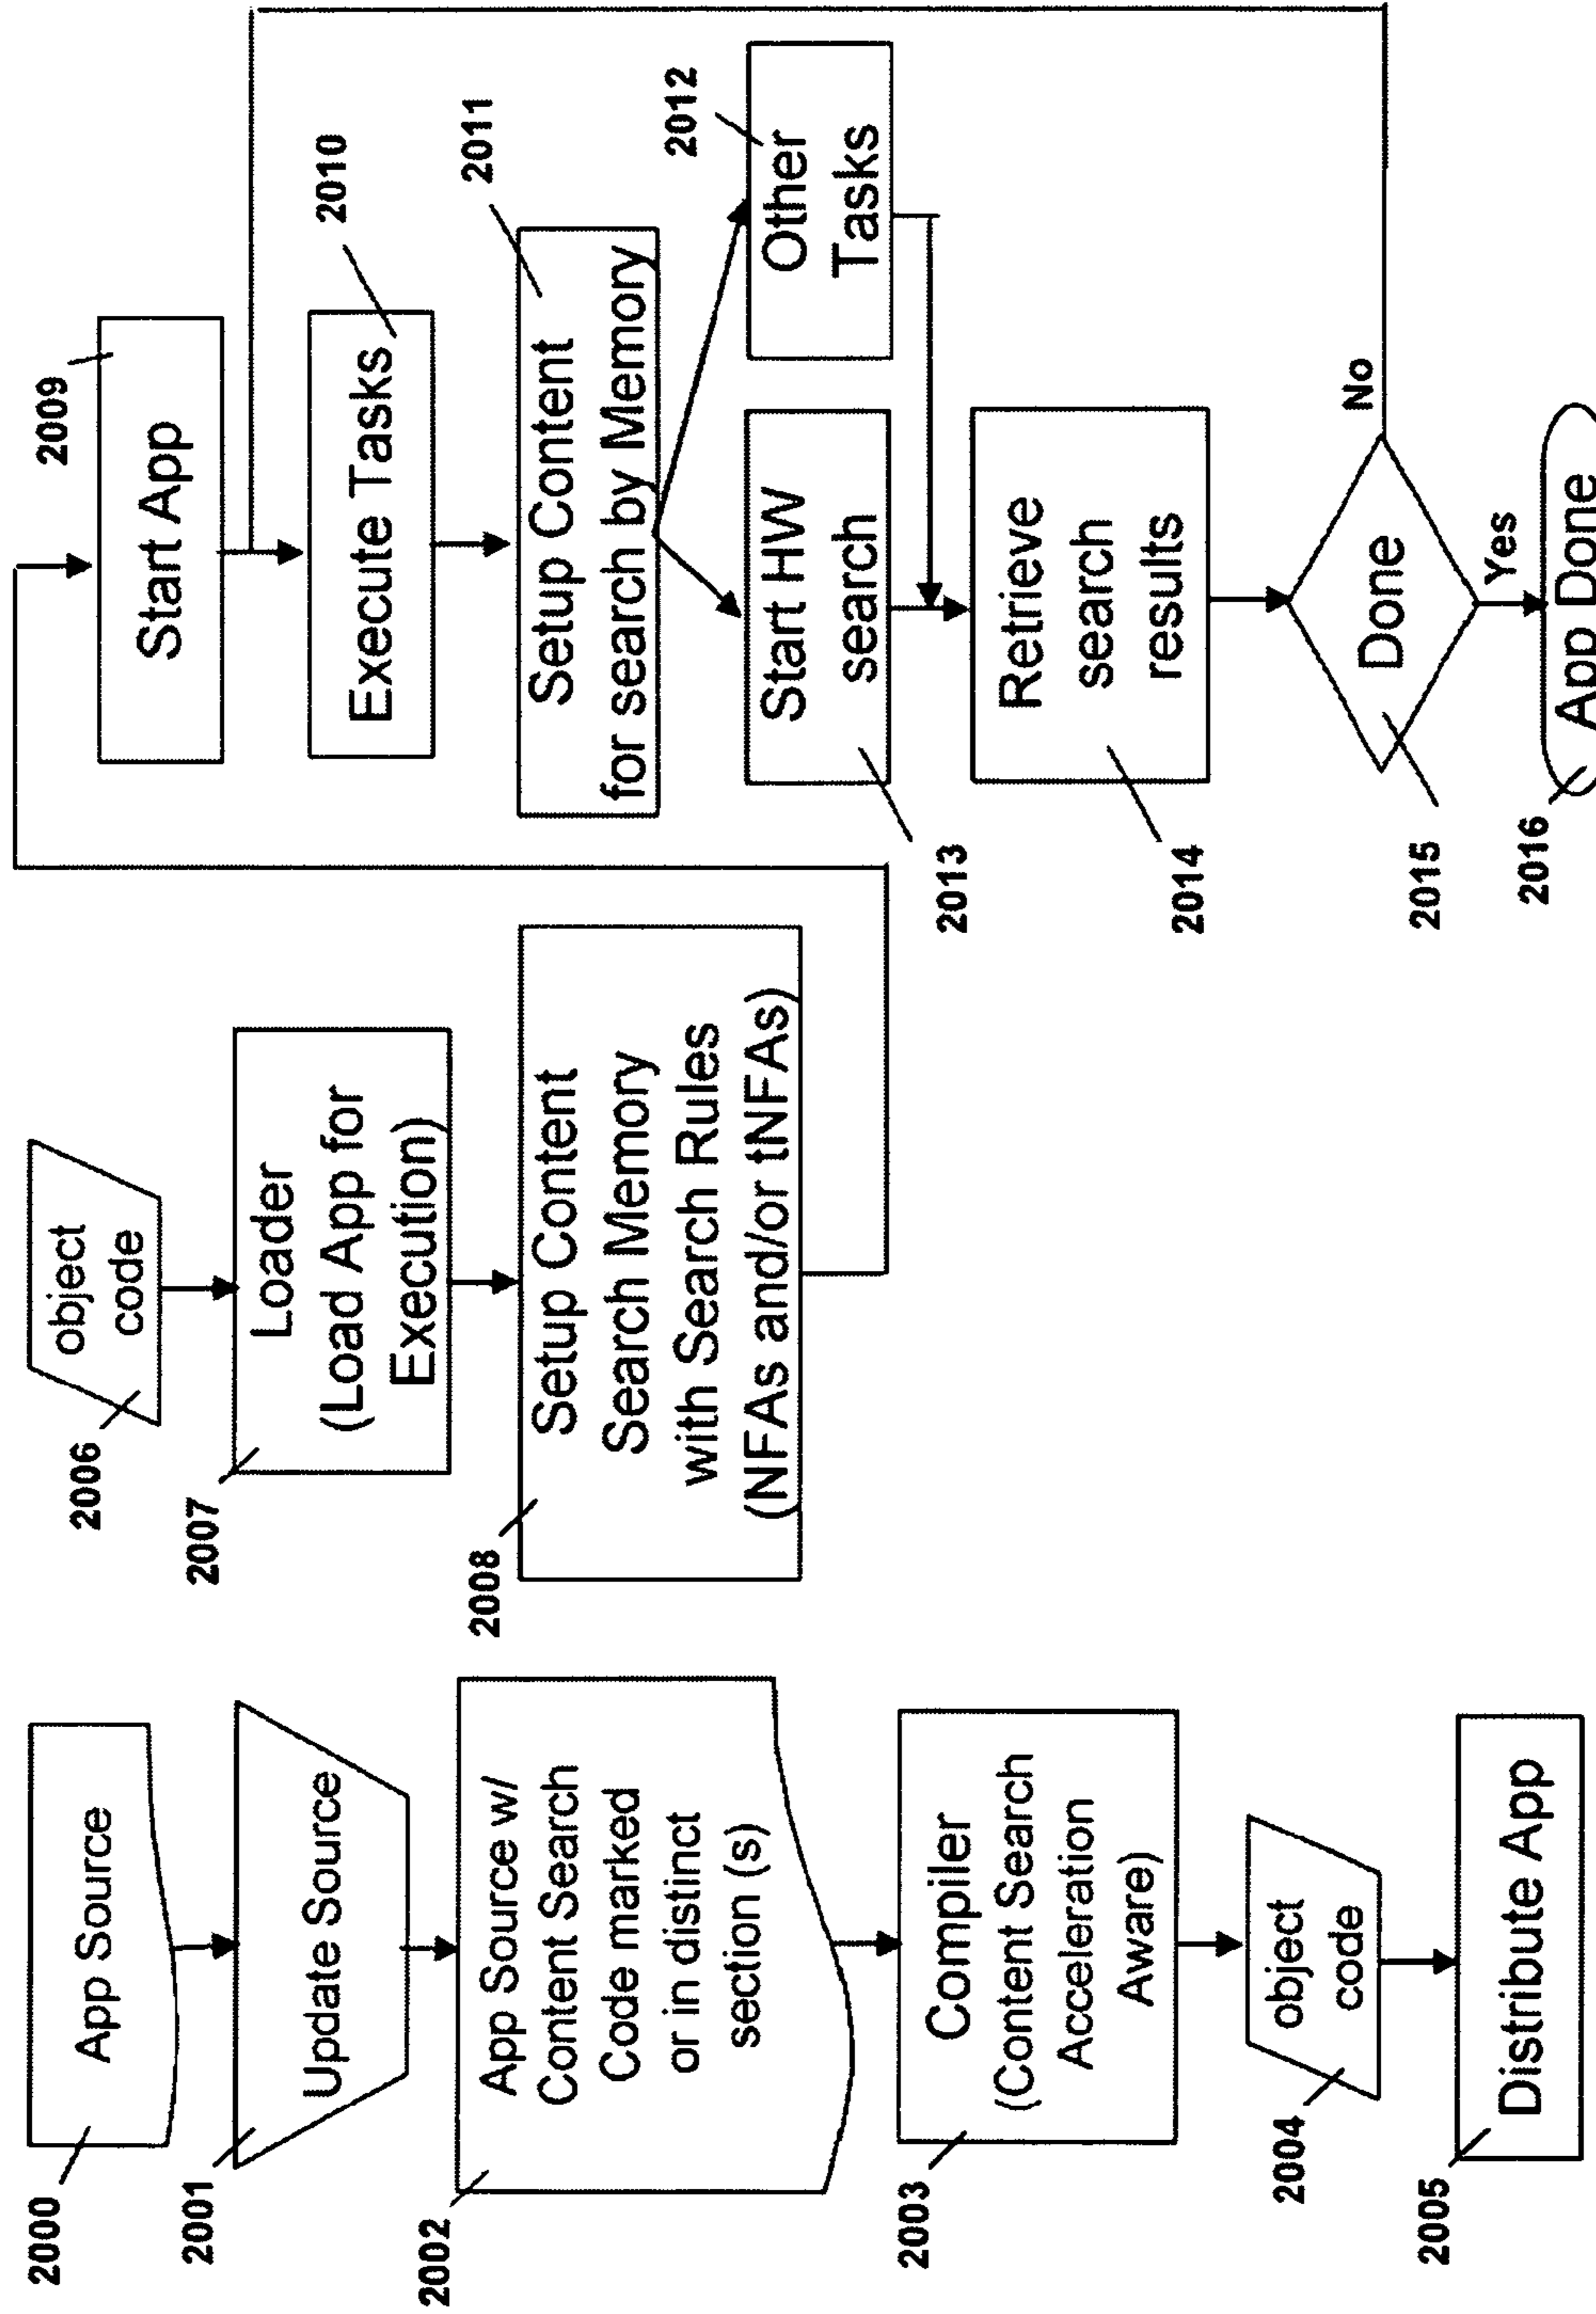 2000
App Source
2001
Update Source
2002
App Source w/
Content Search
Code marked
or in distinct
section (s)
2003
Compiler
(Content Search
Acceleration
Aware)
2004
object
code
2005
Distribute App
2006
object
code
2007
Loader
(Load App for
Execution)
2008
Setup Content
Search Memory
with Search Rules
(NFAs and/or tNFAs)
2009
Start App
2010
Execute Tasks
2011
Setup Content
for search by Memory
2012
Other
Tasks
2013
Start HW
search
2014
Retrieve
search
results
2015
Done
No
Yes
2016
App Done